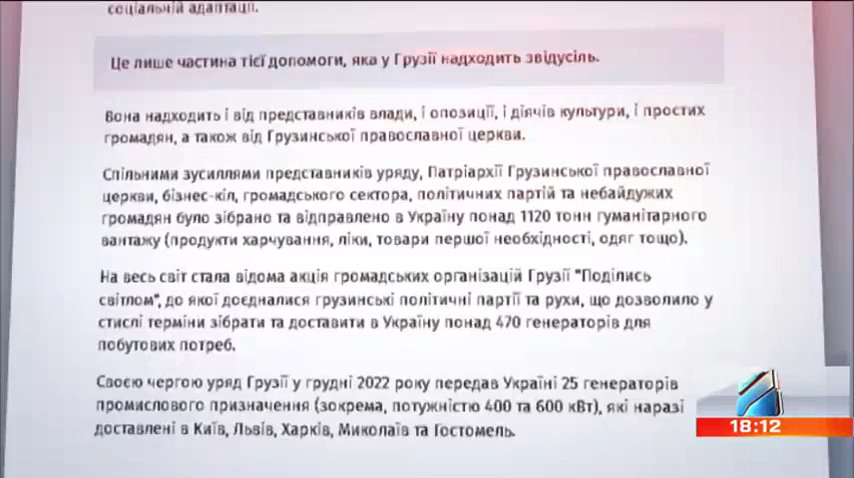 соціальній адаптації.
Це лише частина тієї допомоги, яка у Грузії надходить звідусіль.
Вона надходить і від представників влади, і опозиції, і діячів культури, і простих
громадян, а також від Грузинської православної церкви.
Спільними зусиллями представників уряду, Патріархії Грузинської православної
церкви, бізнес-кіл, громадського сектора, політичних партій та небайдужих
громадян було зібрано та відправлено в Україну понад 1120 тонн гуманітарного
вантажу (продукти харчування, ліки, товари першої необхідності, одяг тощо).
На весь світ стала відома акція громадських організацій Грузії "Поділись
світлом", до якої доєдналися грузинські політичні партії та рухи, що дозволило у
стислі терміни зібрати та доставити в Україну понад 470 генераторів для
побутових потреб.
Своєю чергою уряд Грузії у грудні 2022 року передав Україні 25 генераторів
промислового призначення (зокрема, потужністю 400 та 600 кВт), які наразі
доставлені в Київ, Львів, Харків, Миколаїв та Гостомель.
18:12